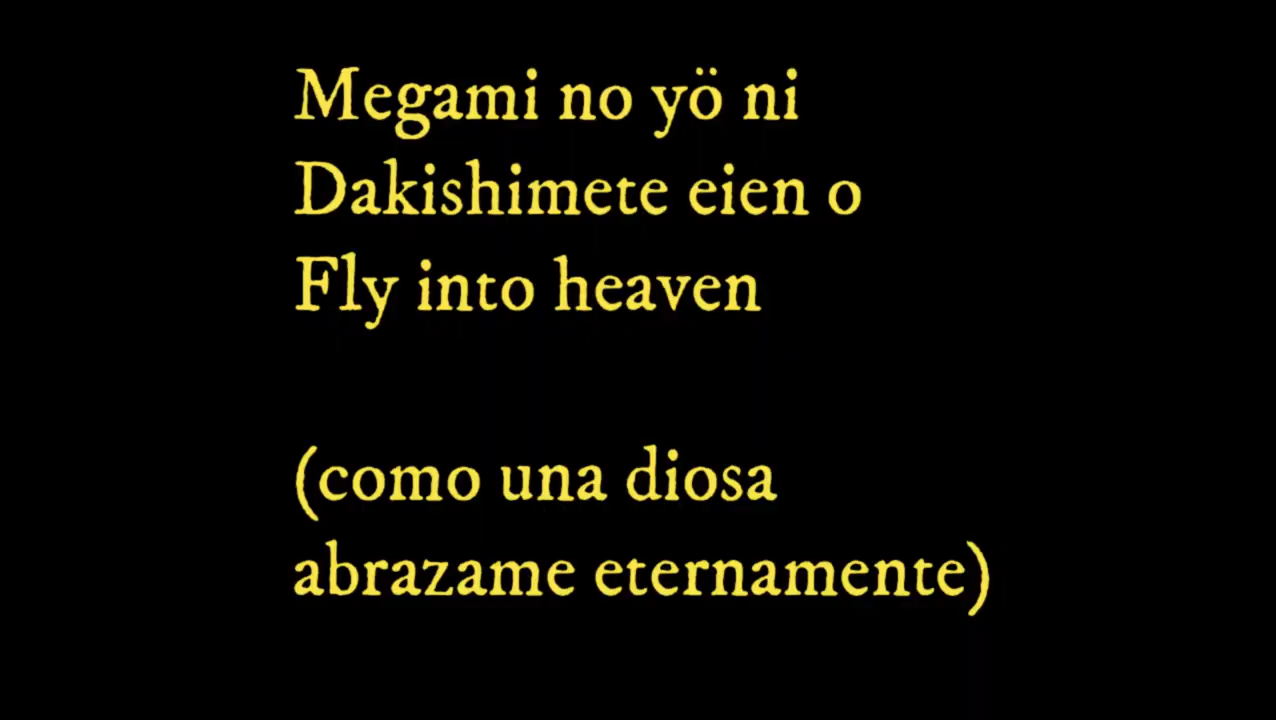 Megami no yö ni
Dakishimete eien o
Fly into heaven
(como una diosa
abrazame eternamente)